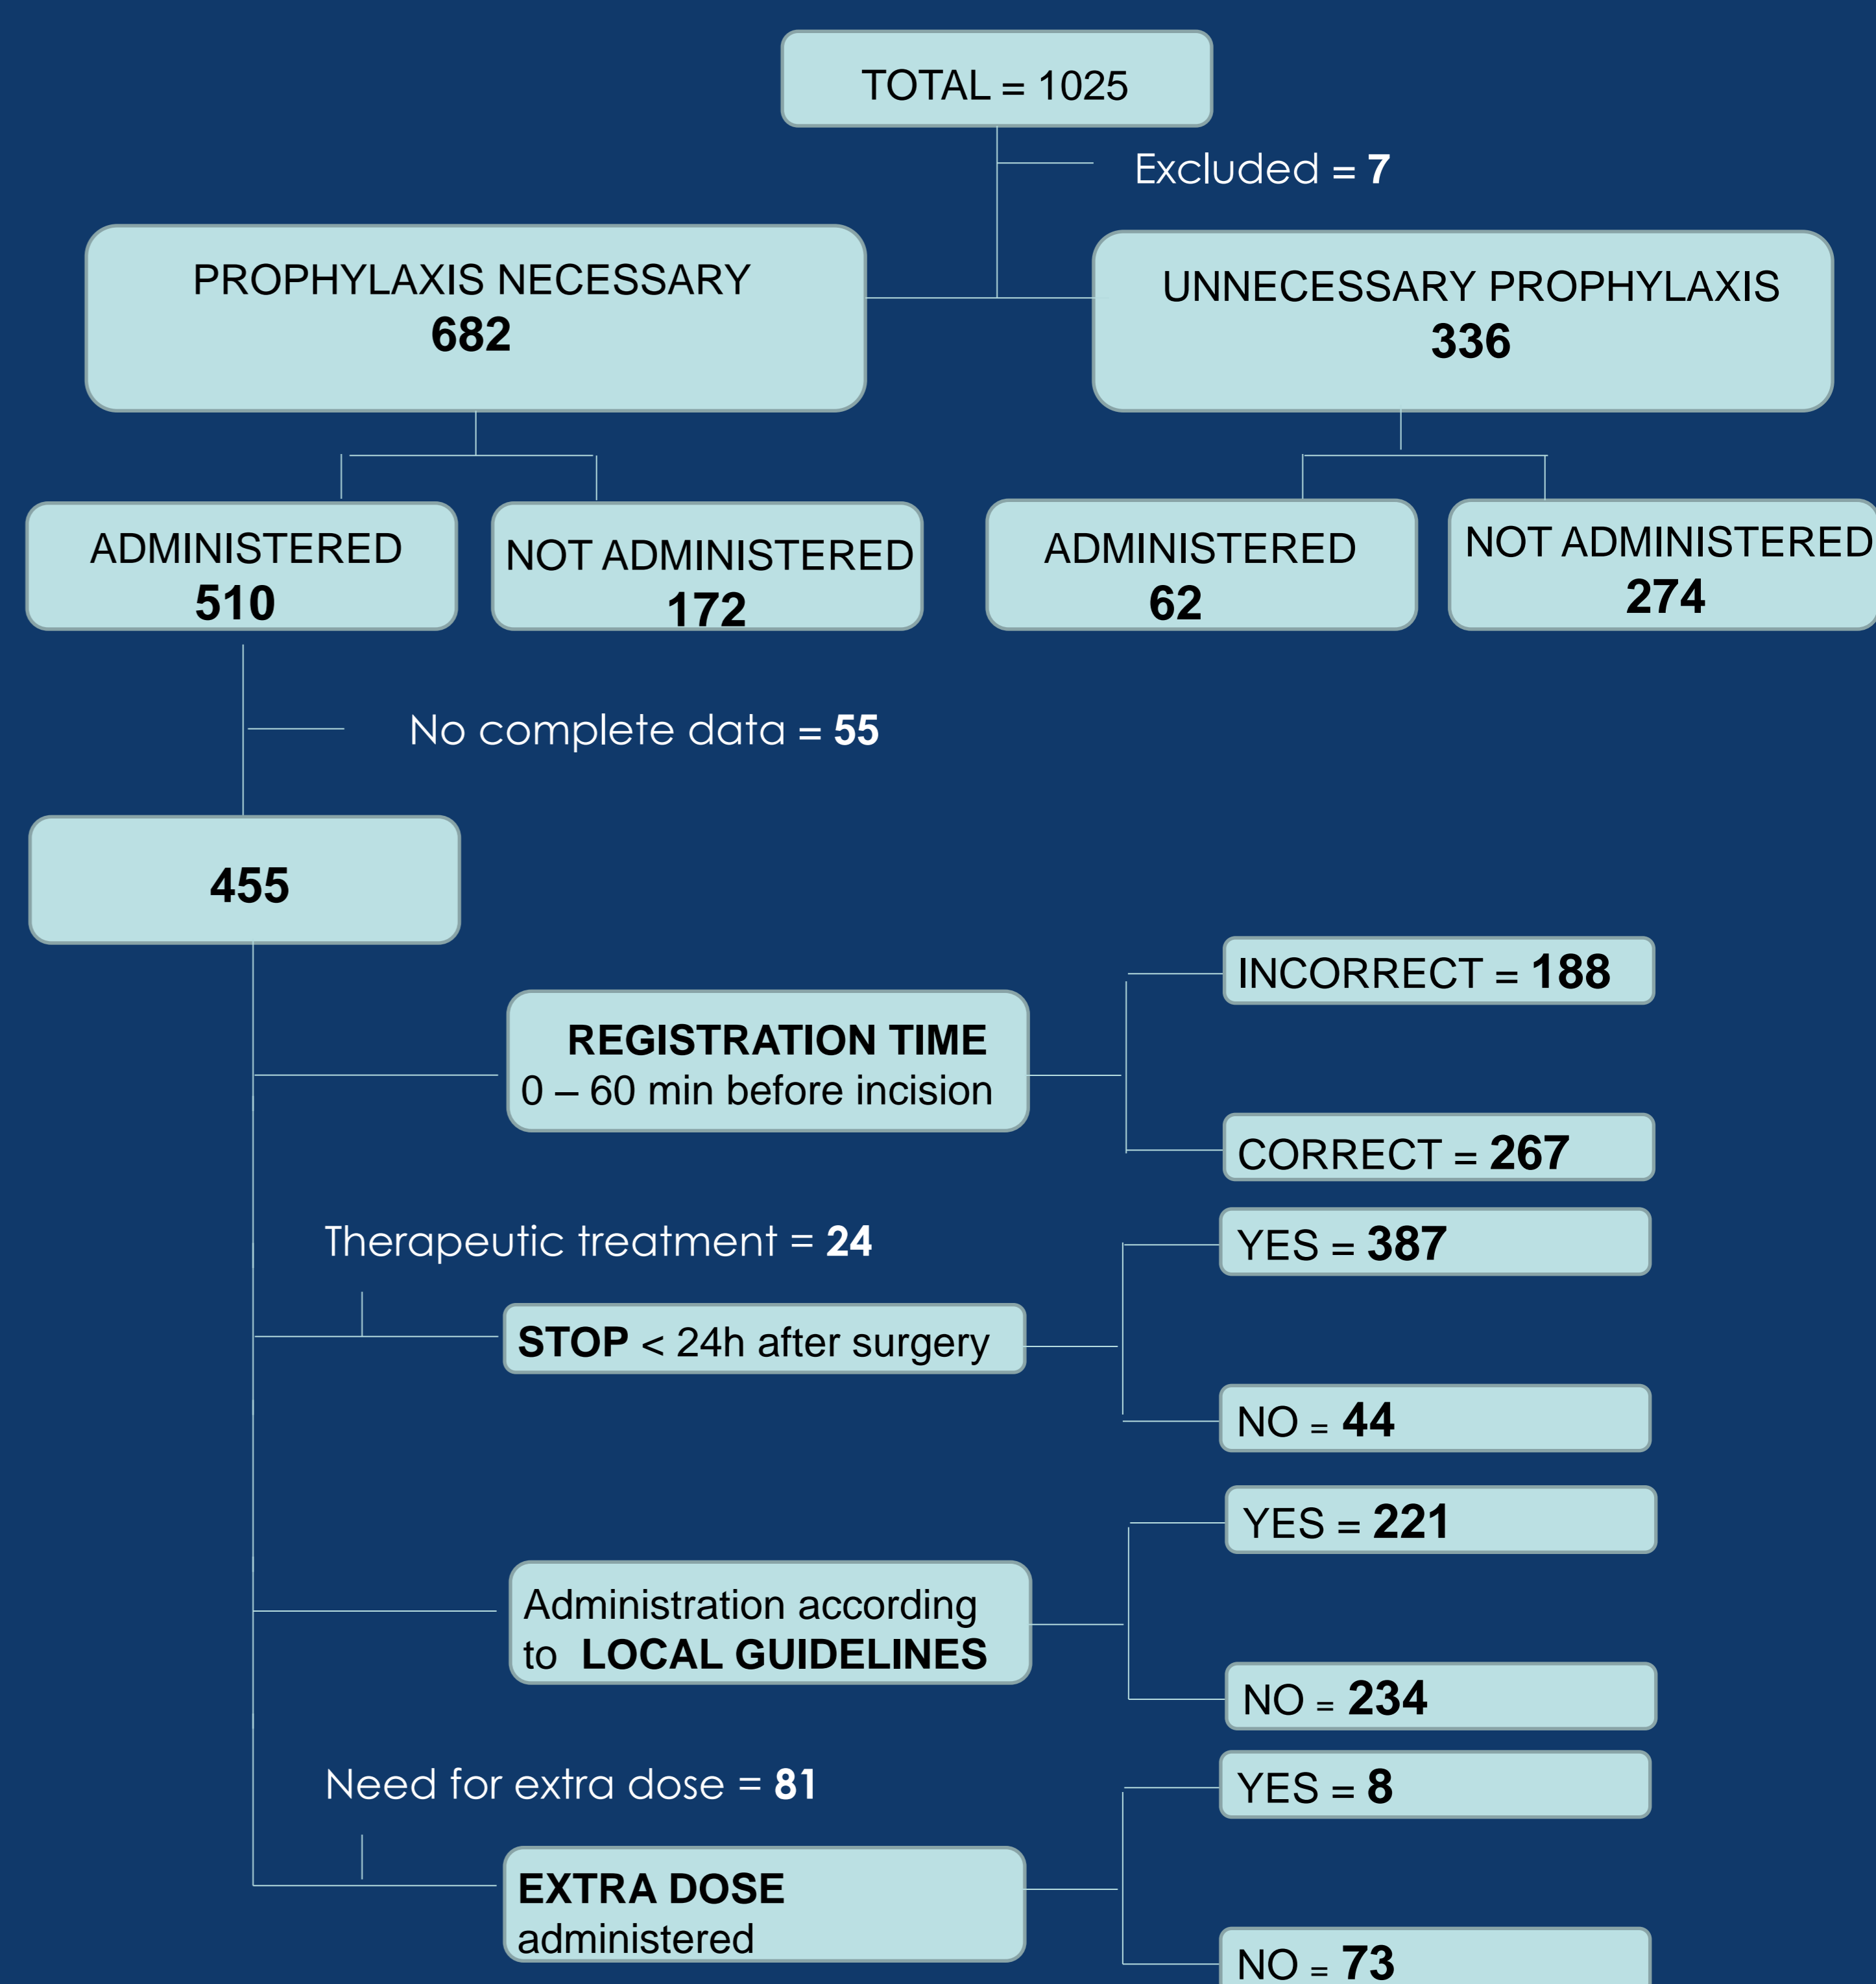 TOTAL = 1025
Excluded = 7
PROPHYLAXIS NECESSARY
682
UNNECESSARY PROPHYLAXIS
336
ADMINISTERED
510
NOT ADMINISTERED
172
ADMINISTERED
62
NOT ADMINISTERED
274
No complete data = 55
455
REGISTRATION TIME
0 – 60 min before incision
INCORRECT = 188
CORRECT = 267
Therapeutic treatment = 24
STOP < 24h after surgery
YES = 387
NO = 44
Administration according
to LOCAL GUIDELINES
YES = 221
NO = 234
Need for extra dose = 81
EXTRA DOSE
administered
YES = 8
NO = 73